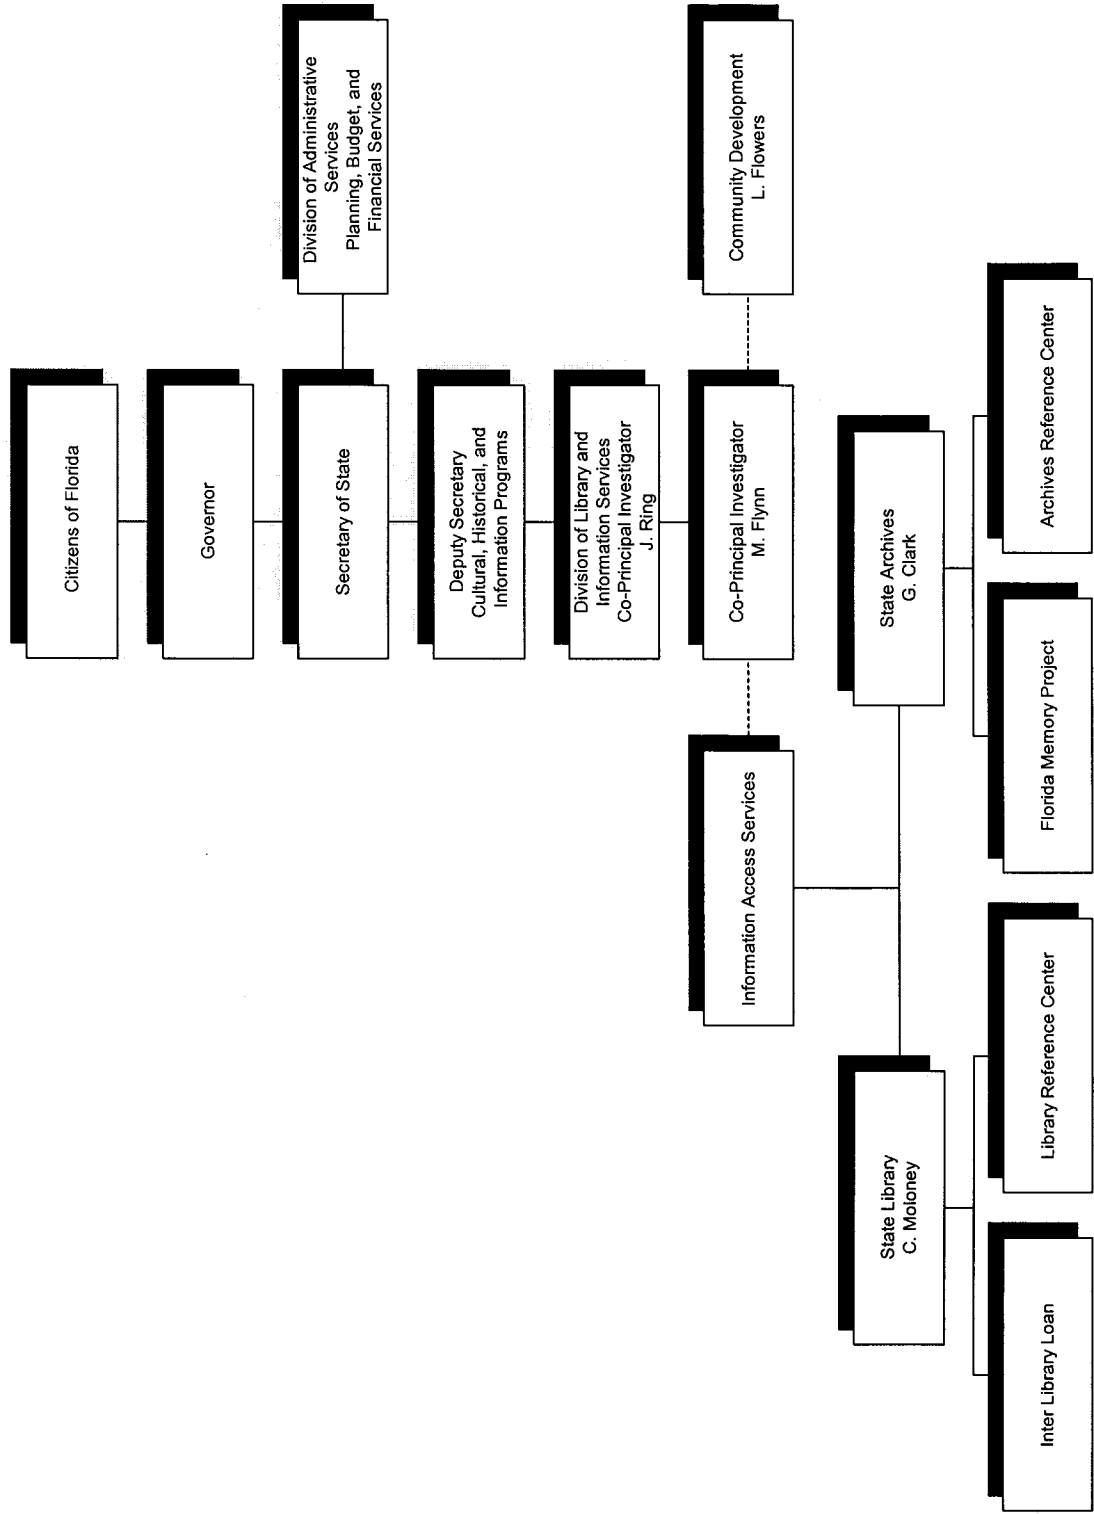 Citizens of Florida
Governor
Secretary of State
Division of Administrative
Services
Planning, Budget, and
Financial Services
Deputy Secretary
Cultural, Historical, and
Information Programs
Division of Library and
Information Services
Co-Principal Investigator
J. Ring
Information Access Services
Co-Principal Investigator
M. Flynn
Community Development
L. Flowers
State Library
C. Moloney
State Archives
G. Clark
Inter Library Loan
Library Reference Center
Florida Memory Project
Archives Reference Center